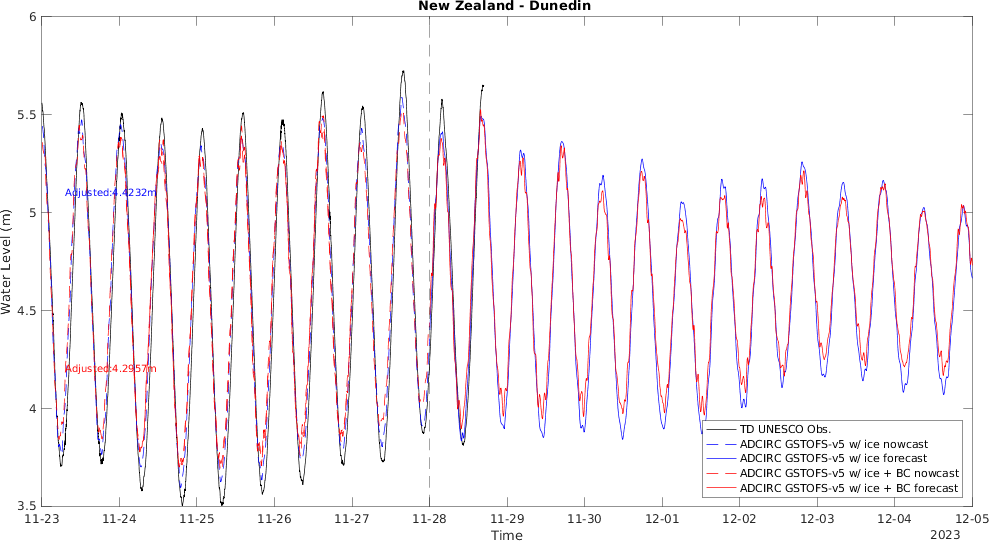 New Zealand - Dunedin
6
5.5
5
4.5
4
3.5
Water Level (m)
Adjusted:4.4232m
Adjusted:4.2957m
TD UNESCO Obs.
ADCIRC GSTOFS-v5 w/ ice nowcast
ADCIRC GSTOFS-v5 w/ ice forecast
ADCIRC GSTOFS-v5 w/ ice + BC nowcast
ADCIRC GSTOFS-v5 w/ ice + BC forecast
11-23 11-24 11-25 11-26 11-27 11-28 11-29 11-30 12-01 12-02 12-03 12-04 12-05
Time
2023